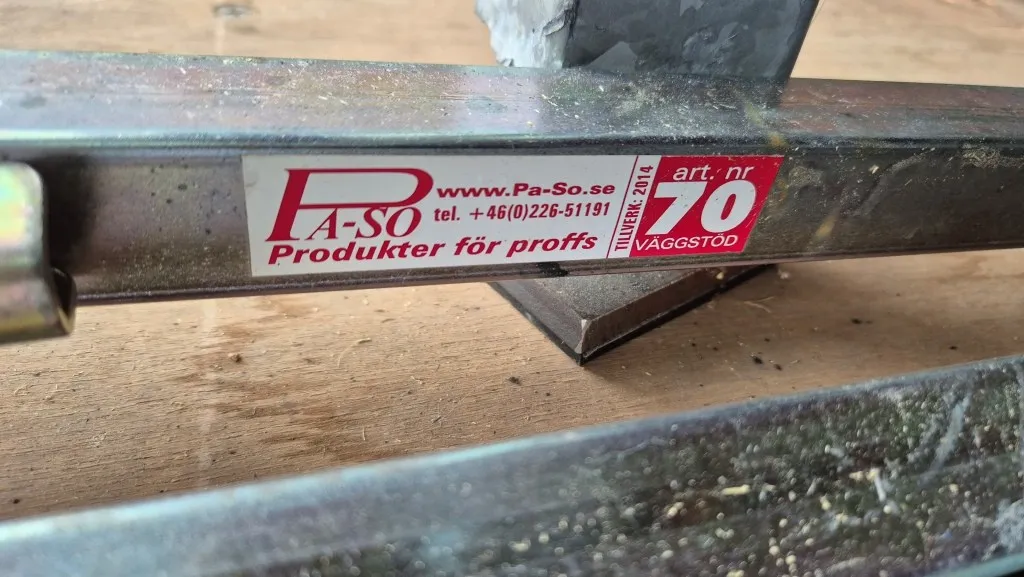 PA-SO
www.Pa-So.se
tel. +46(0)226-51191
Produkter för proffs
TILLVERK: 2014
art. nr
70
VÄGGSTÖD